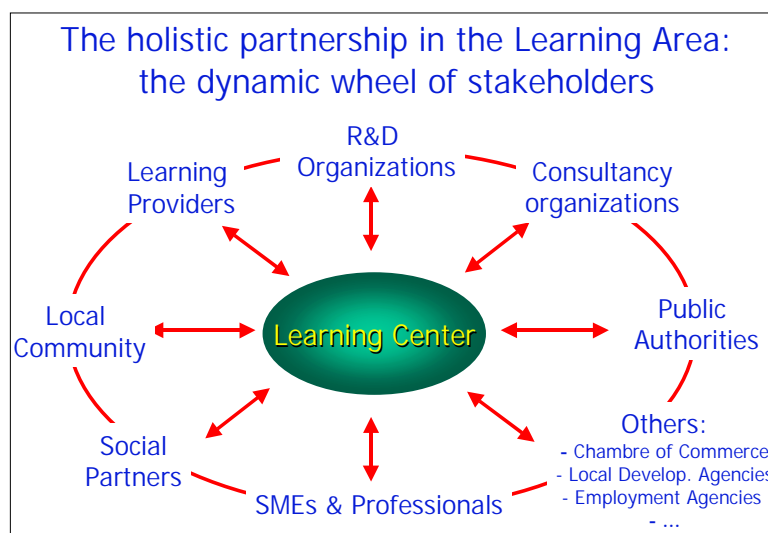 The holistic partnership in the Learning Area:
the dynamic wheel of stakeholders
R&D
Organizations
Learning
Providers
Consultancy
organizations
Local
Community
Learning Center
Public
Authorities
Social
Partners
SMEs & Professionals
Others:
- Chambre of Commerce
- Local Develop. Agencies
- Employment Agencies
- ...